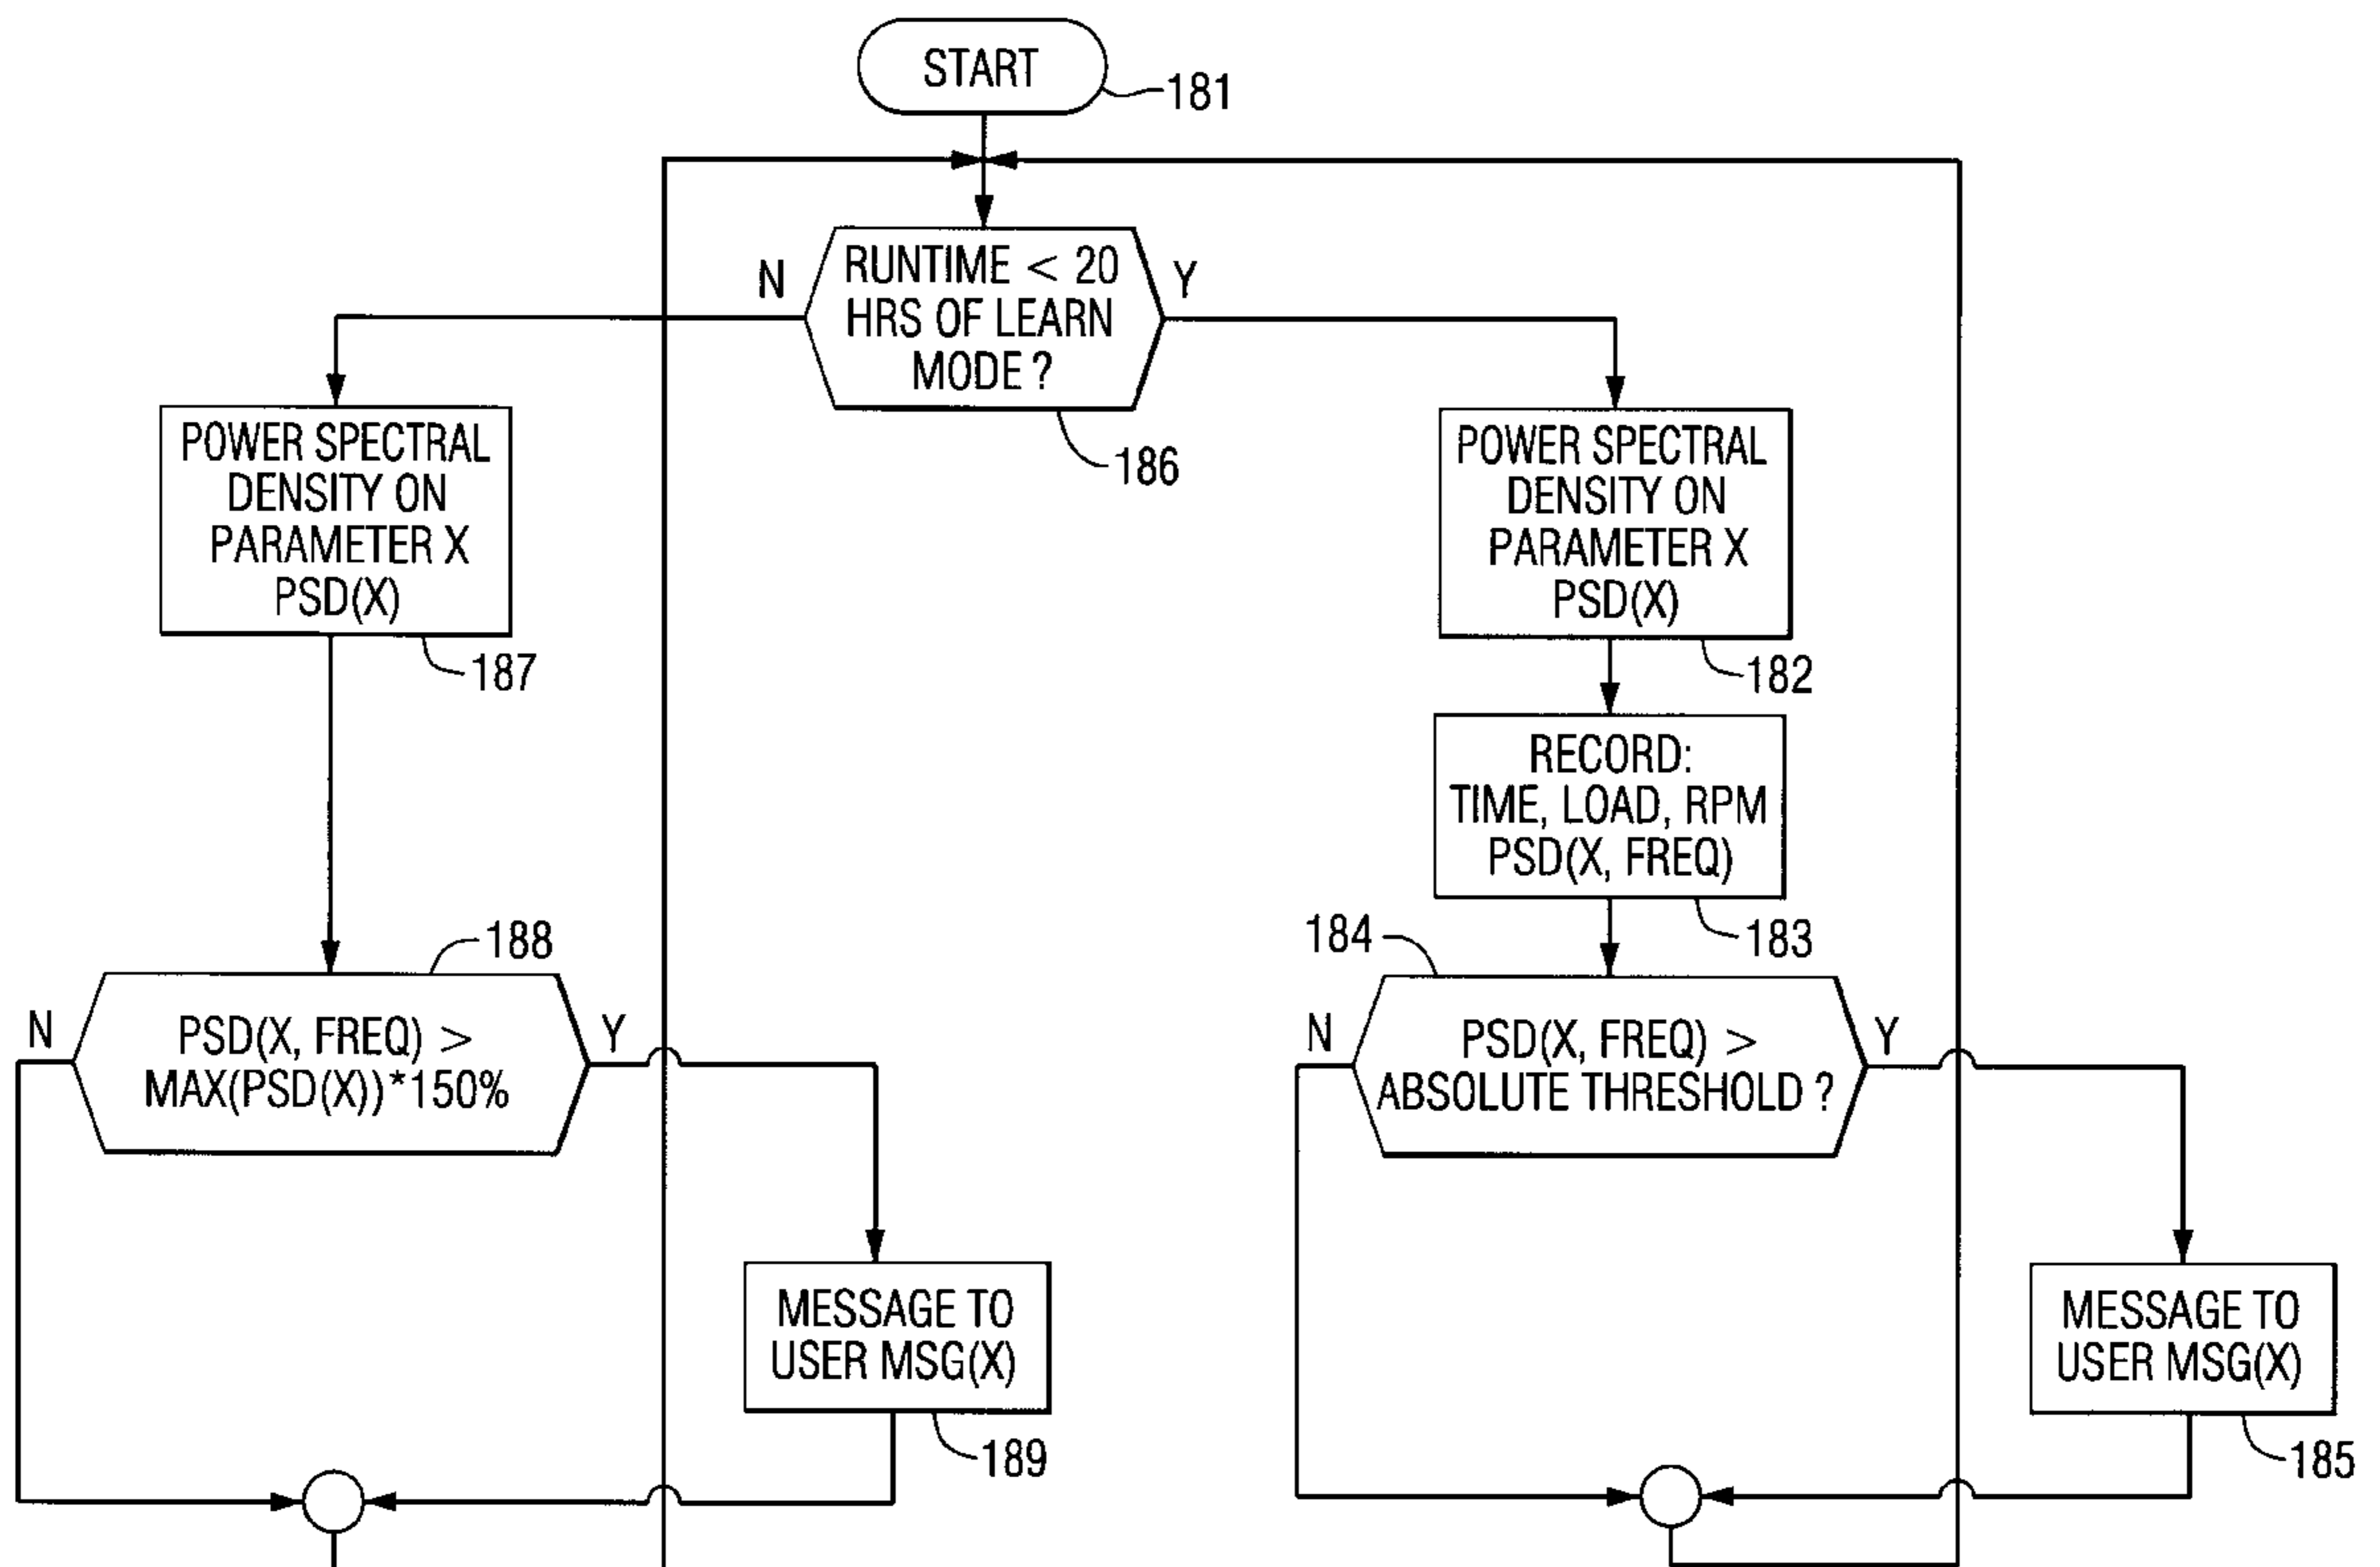 START
181
N
RUNTIME < 20
HRS OF LEARN
MODE ?
Y
186
POWER SPECTRAL
DENSITY ON
PARAMETER X
PSD(X)
187
POWER SPECTRAL
DENSITY ON
PARAMETER X
PSD(X)
182
RECORD:
TIME, LOAD, RPM
PSD(X, FREQ)
183
188
N
PSD(X, FREQ) >
MAX(PSD(X))*150%
Y
184
N
PSD(X, FREQ) >
ABSOLUTE THRESHOLD ?
Y
MESSAGE TO
USER MSG(X)
189
MESSAGE TO
USER MSG(X)
185